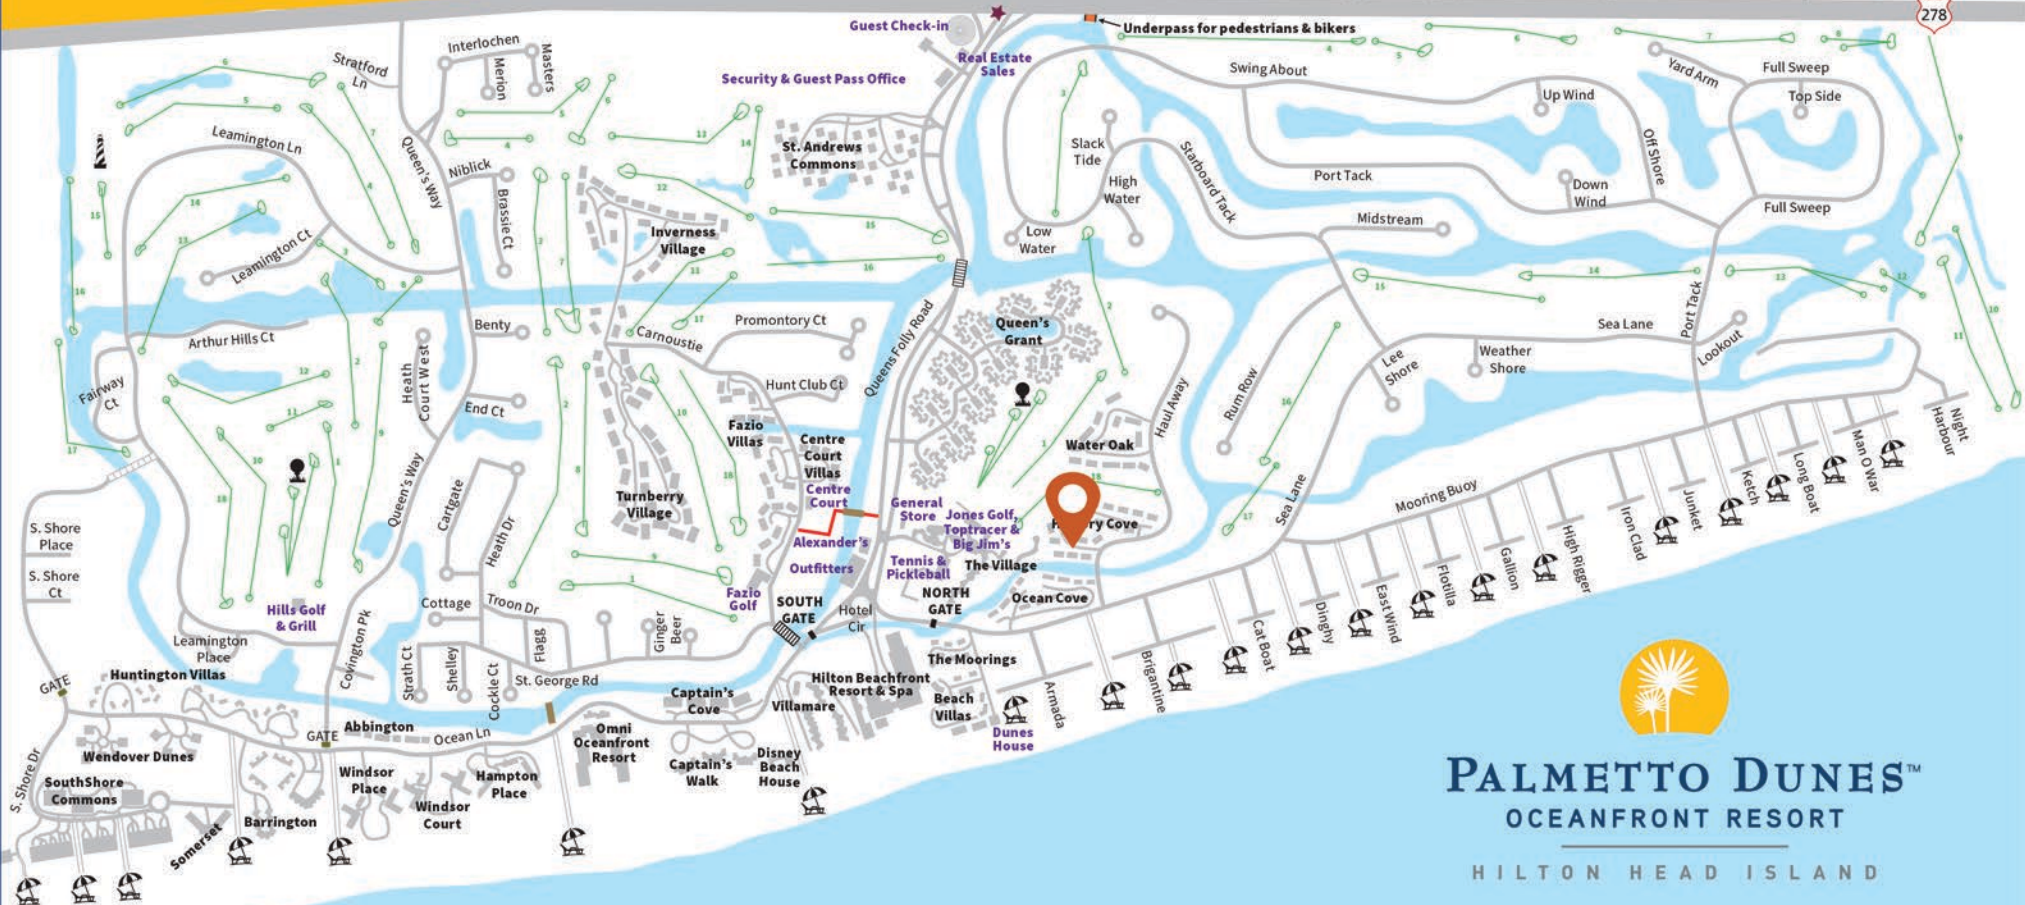 278
Guest Check-in
Real Estate
Sales
Underpass for pedestrians & bikers
Security & Guest Pass Office
Interlochen
Merion
Masters
Stratford
Ln
Leamington Ln
Queen's Way
Niblick
Brassie Ct
Leamington Ct
Arthur Hills Ct
Fairway
Ct
St. Andrews
Commons
Inverness
Village
Swing About
Up Wind
Yard Arm
Full Sweep
Top Side
Off Shore
Slack
Tide
High
Water
Low
Water
Starboard Tack
Port Tack
Down
Wind
Midstream
Full Sweep
Port Tack
Sea Lane
Lookout
Lee
Shore
Weather
Shore
Night
Harbour
Benty
Heath
Court West
End Ct
Carnoustie
Promontory Ct
Hunt Club Ct
Queens Folly Road
Queen's
Grant
Haul Away
Rum Row
Water Oak
Fazio
Villas
Centre
Court
Villas
Centre
Court
General
Store
Jones Golf,
Toptracer &
Big Jim's
Alexander's
Outfitters
Tennis &
Pickleball
The Village
Ocean Cove
Turnberry
Village
Queen's Way
Cartgate
Heath Dr
Sea Lane
Mooring Buoy
S. Shore
Place
S. Shore
Ct
Hills Golf
& Grill
Leamington
Place
Covington Pk
Cottage
Troon Dr
Flagg
Ginger
Beer
Fazio
Golf
SOUTH
GATE
Hotel
Cir
NORTH
GATE
Strath Ct
Shelley
Cockle Ct
St. George Rd
Huntington Villas
GATE
GATE
Abbington
Ocean Ln
Wendover Dunes
SouthShore
Commons
S. Shore Dr
Somerset
Barrington
Windsor
Place
Windsor
Court
Hampton
Place
Omni
Oceanfront
Resort
Captain's
Cove
Captain's
Walk
Disney
Beach
House
Villamare
Hilton Beachfront
Resort & Spa
The Moorings
Beach
Villas
Dunes
House
Armada
Brigantine
Cat Boat
Dinghy
East Wind
Flotilla
Gallion
High Rigger
Iron Clad
Junket
Ketch
Long Boat
Man O War
PALMETTO DUNES™
OCEANFRONT RESORT
HILTON HEAD ISLAND